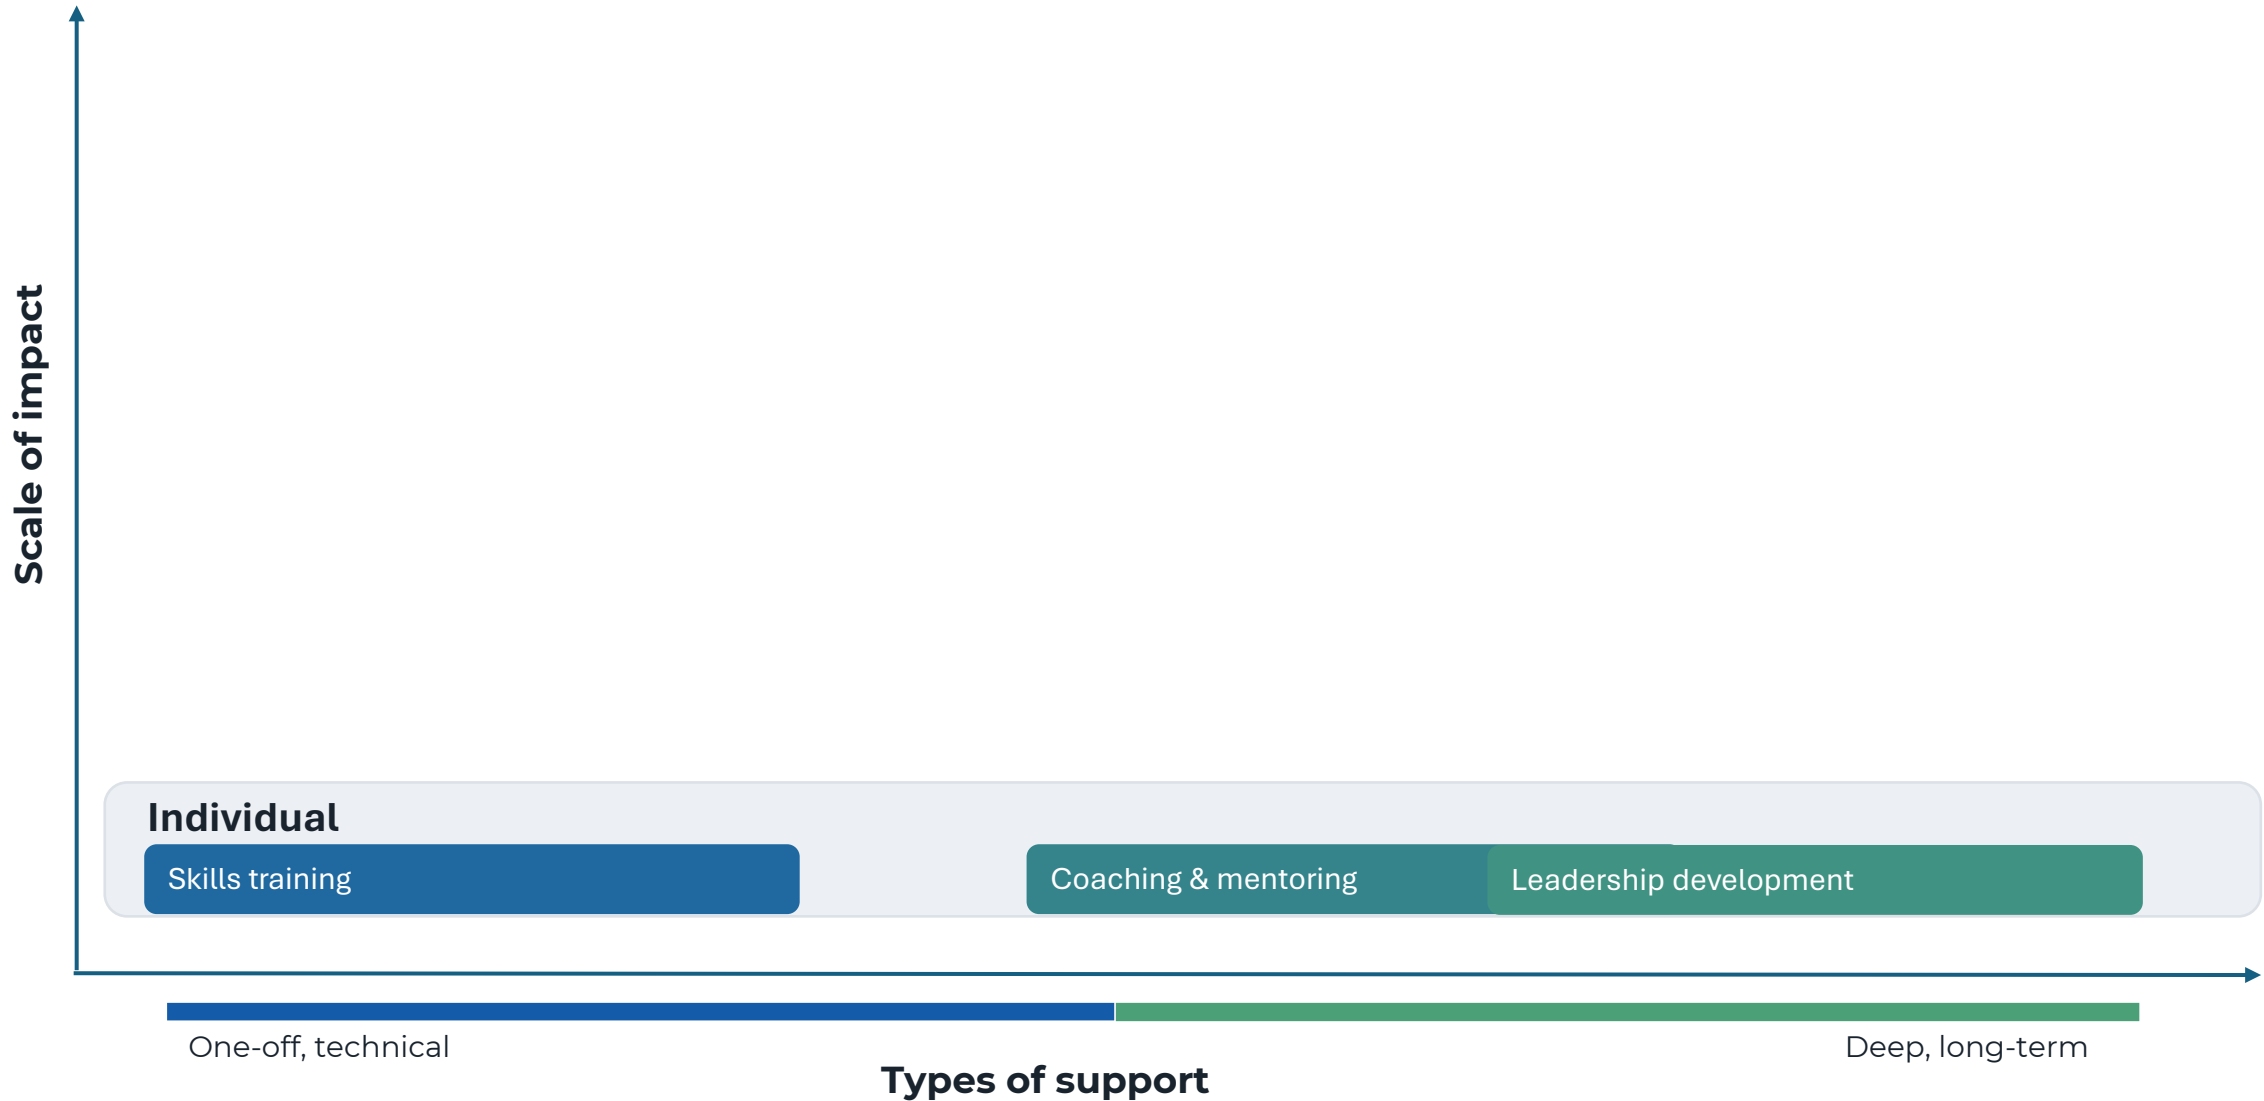 Scale of impact
Individual
Skills training
Coaching & mentoring
Leadership development
One-off, technical
Deep, long-term
Types of support